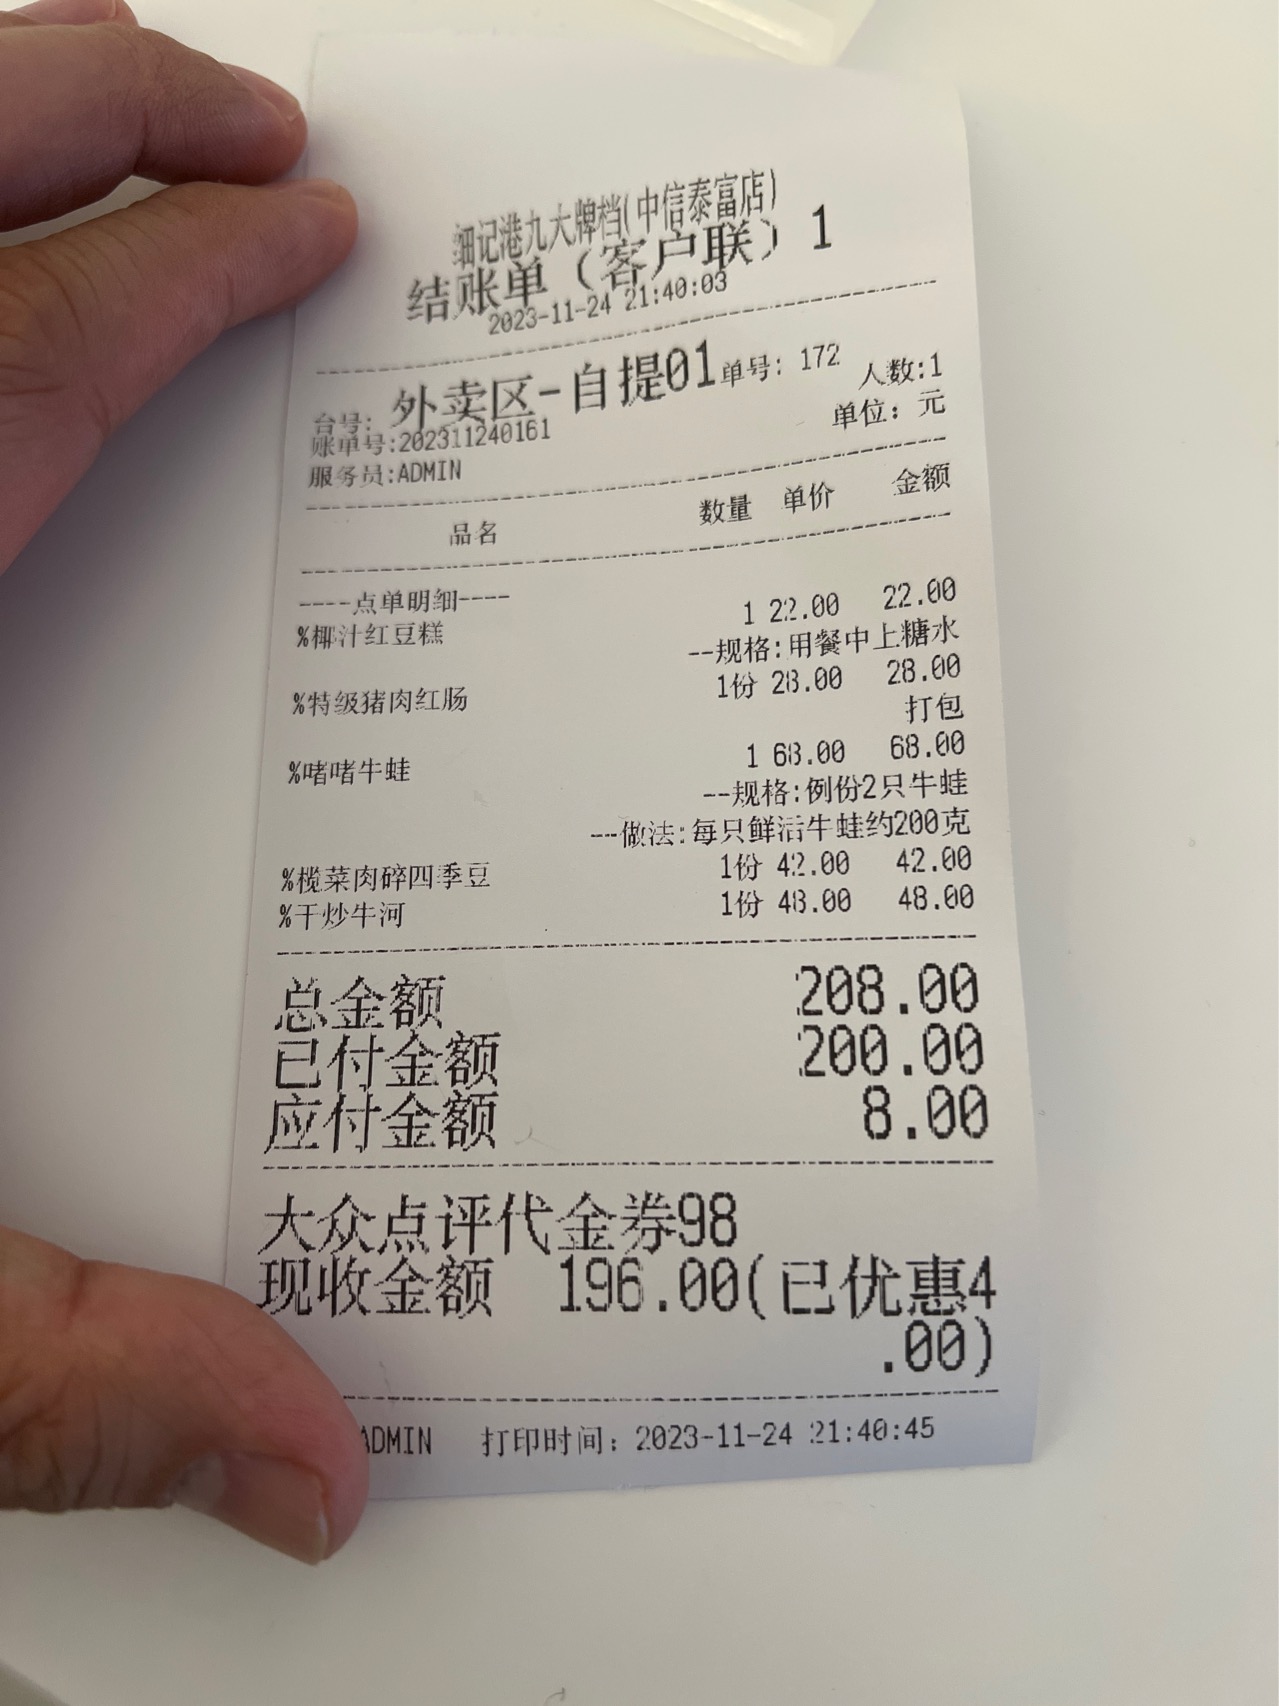 细记港九大牌档(中信泰富店)
结账单（客户联）1
2023-11-24 21:40:03
台号: 外卖区-自提01 单号: 172 人数:1
账单号:202311240161 单位：元
服务员:ADMIN
品名 数量 单价 金额
----点单明细----
%椰汁红豆糕 1 22.00 22.00
--规格:用餐中上糖水
%特级猪肉红肠 1份 28.00 28.00
打包
%啫啫牛蛙 1 68.00 68.00
--规格:例份2只牛蛙
---做法:每只鲜活牛蛙约200克
%榄菜肉碎四季豆 1份 42.00 42.00
%干炒牛河 1份 48.00 48.00
总金额 208.00
已付金额 200.00
应付金额 8.00
大众点评代金券98
现收金额 196.00(已优惠4
.00)
ADMIN 打印时间：2023-11-24 21:40:45